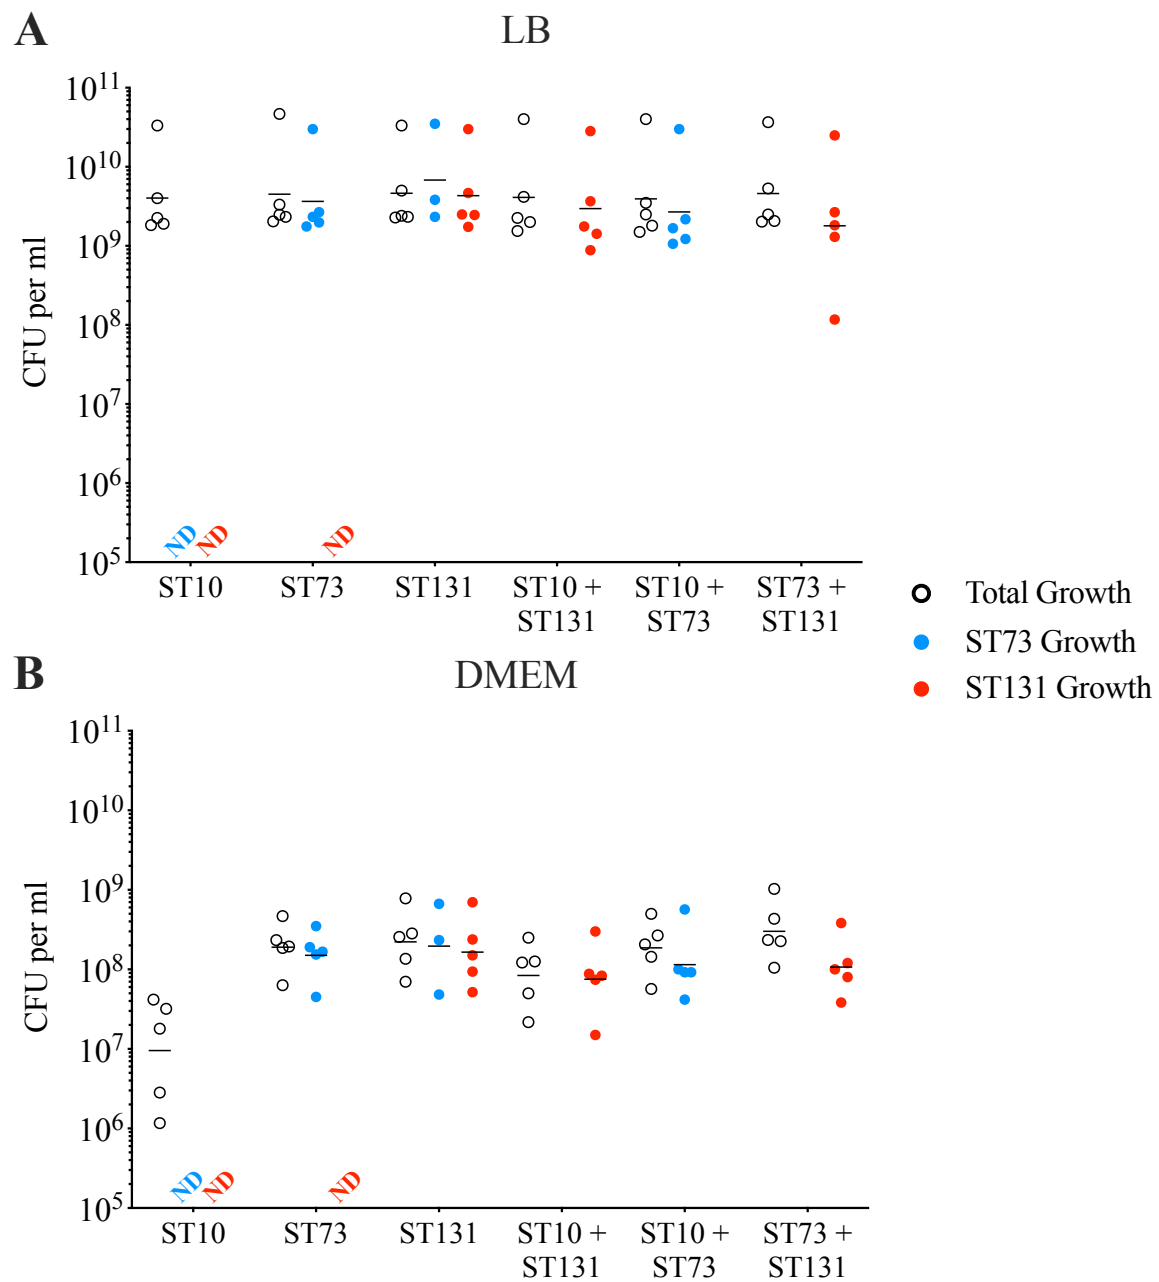 A
LB
CFU per ml
10^11
10^10
10^9
10^8
10^7
10^6
10^5
ND ND ND
ST10 ST73 ST131 ST10 + ST10 + ST73 +
ST131 ST73 ST131
Total Growth
ST73 Growth
ST131 Growth
B
DMEM
CFU per ml
10^11
10^10
10^9
10^8
10^7
10^6
10^5
ND ND ND
ST10 ST73 ST131 ST10 + ST10 + ST73 +
ST131 ST73 ST131